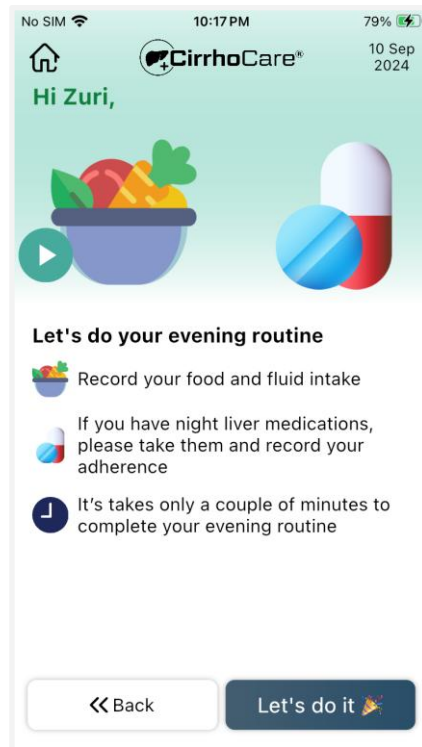 No SIM 10:17 PM 79%
CirrhoCare® 10 Sep
2024
Hi Zuri,
Let's do your evening routine
Record your food and fluid intake
If you have night liver medications,
please take them and record your
adherence
It's takes only a couple of minutes to
complete your evening routine
Back Let's do it